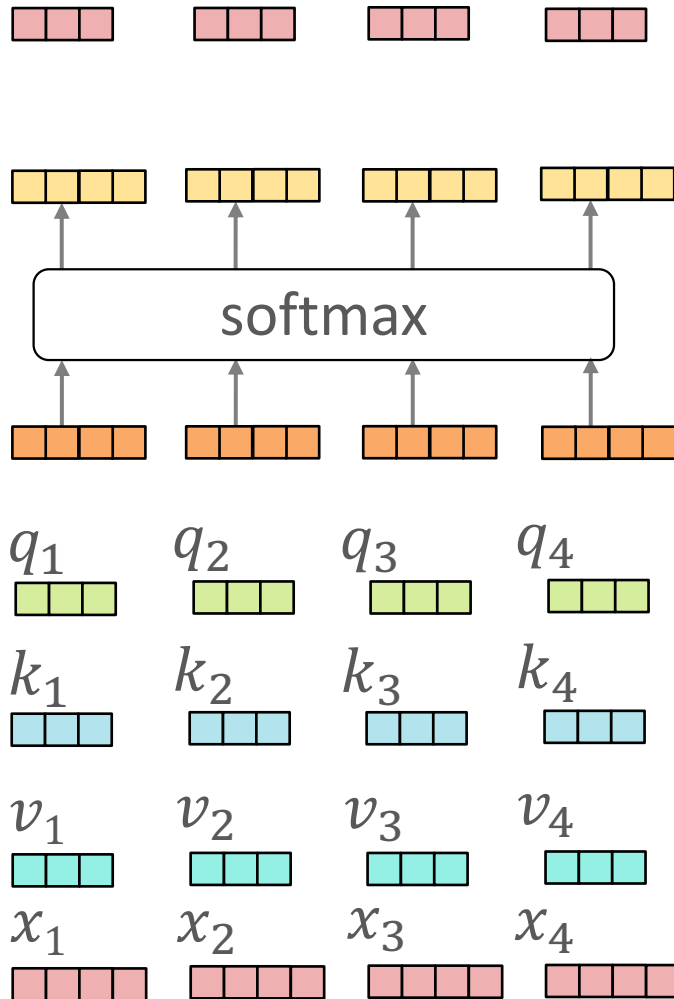 softmax
q₁ q₂ q₃ q₄
k₁ k₂ k₃ k₄
v₁ v₂ v₃ v₄
x₁ x₂ x₃ x₄